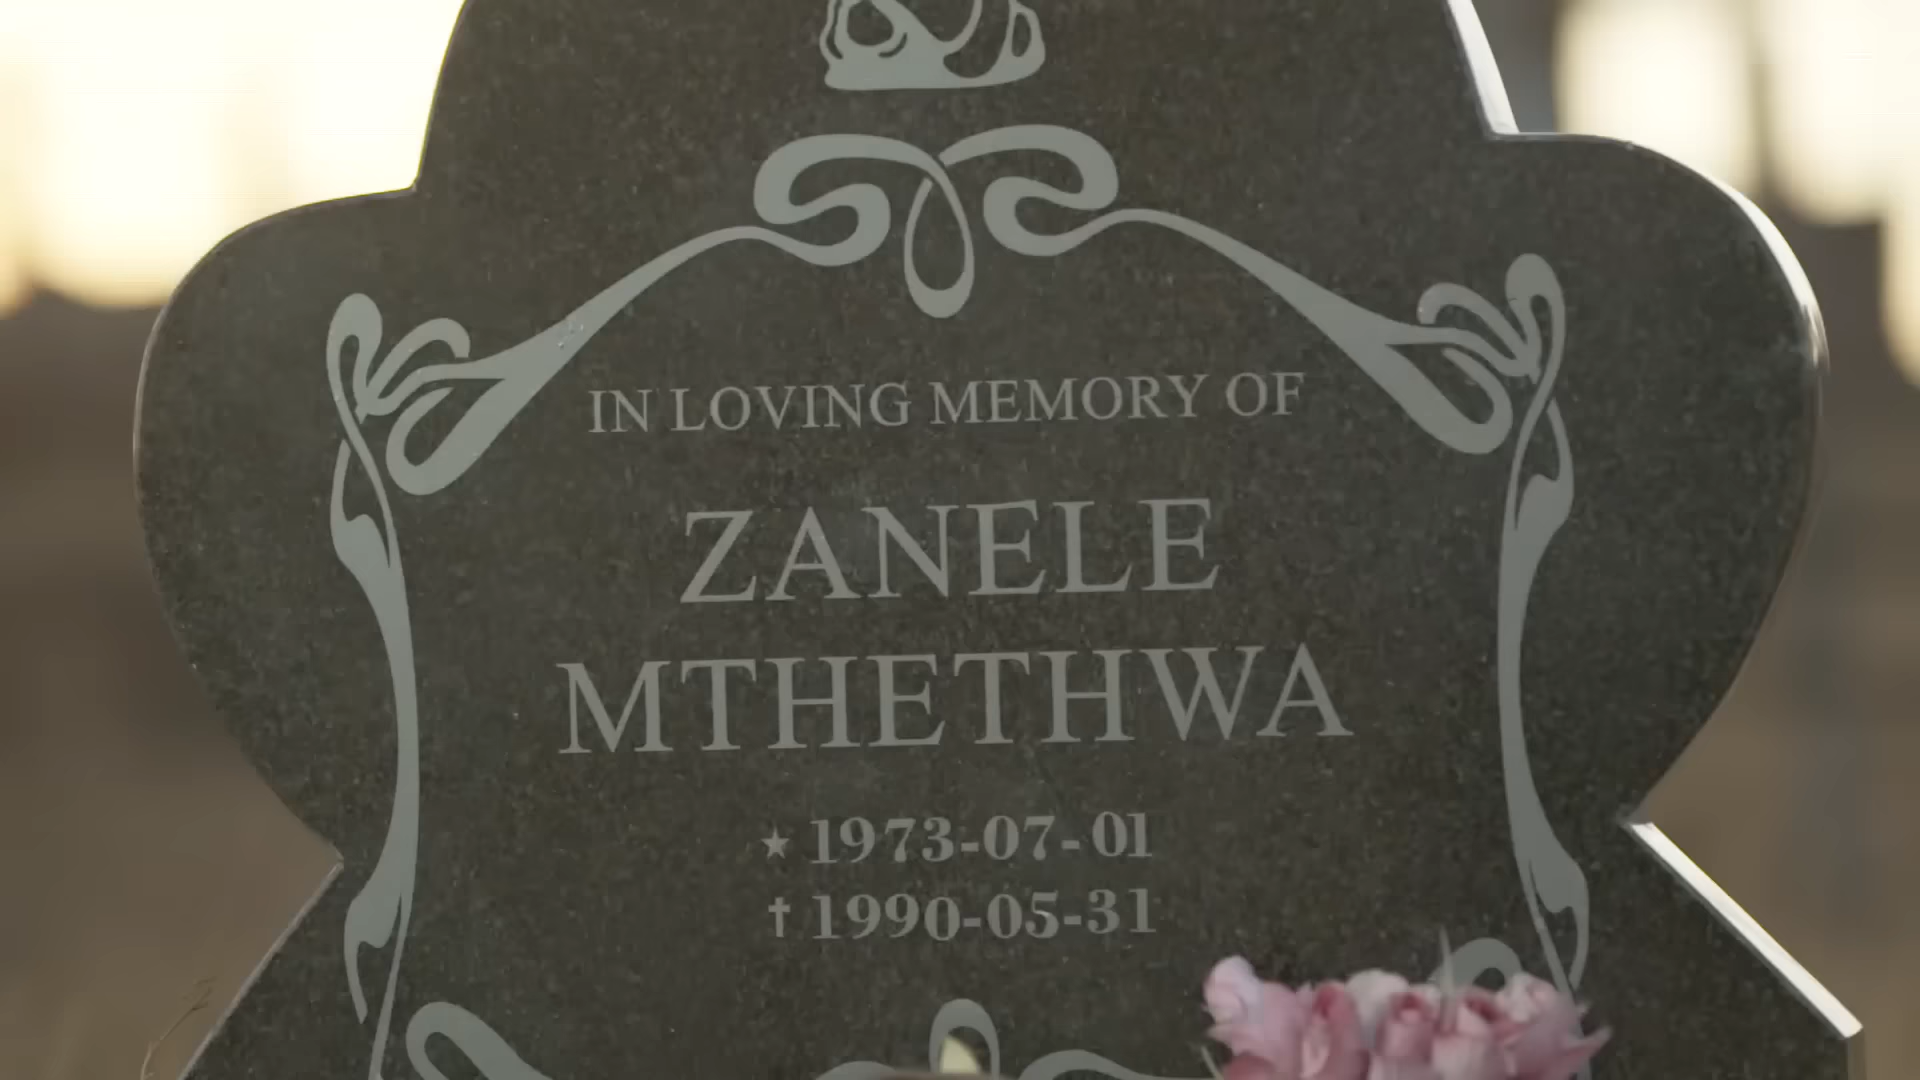 IN LOVING MEMORY OF
ZANELE
MTHETHWA
★ 1973-07-01
✝ 1990-05-31